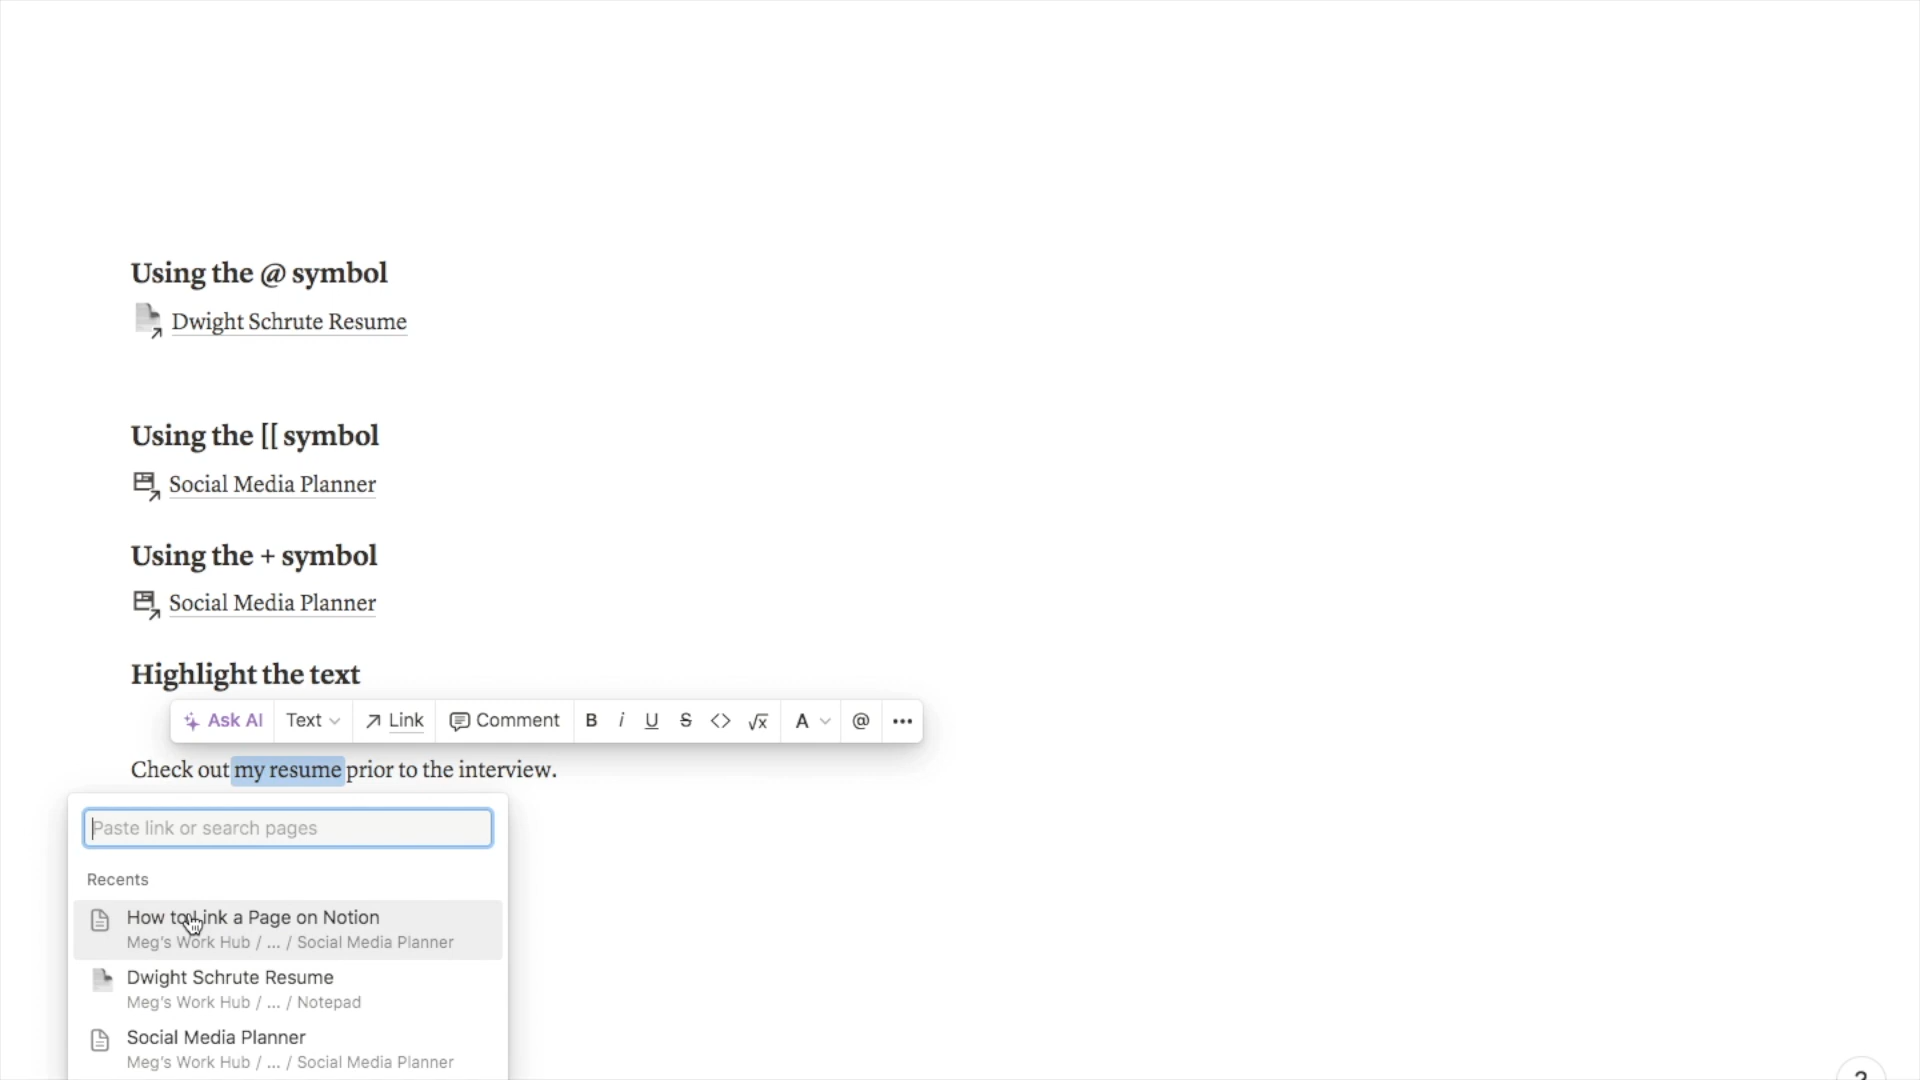 Using the @ symbol
Dwight Schrute Resume
Using the [[ symbol
Social Media Planner
Using the + symbol
Social Media Planner
Highlight the text
Ask AI Text Link Comment B i U S <> √x A @ •••
Check out my resume prior to the interview.
Paste link or search pages
Recents
How to Link a Page on Notion
Meg's Work Hub / ... / Social Media Planner
Dwight Schrute Resume
Meg's Work Hub / ... / Notepad
Social Media Planner
Meg's Work Hub / ... / Social Media Planner
?